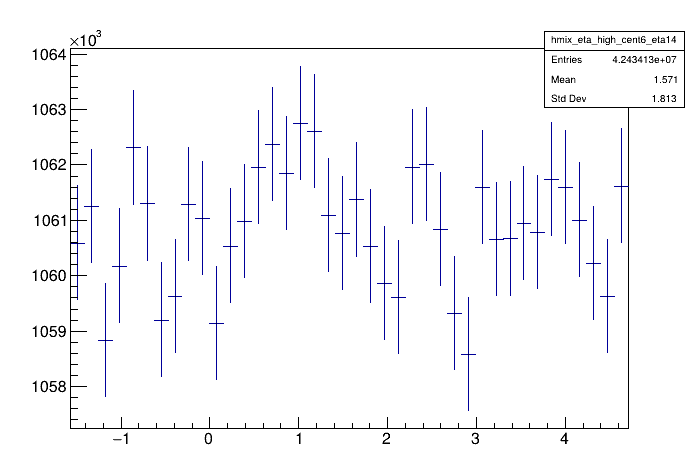 ×10³
hmix_eta_high_cent6_eta14
Entries 4.243413e+07
Mean 1.571
Std Dev 1.813
1064
1063
1062
1061
1060
1059
1058
−1 0 1 2 3 4